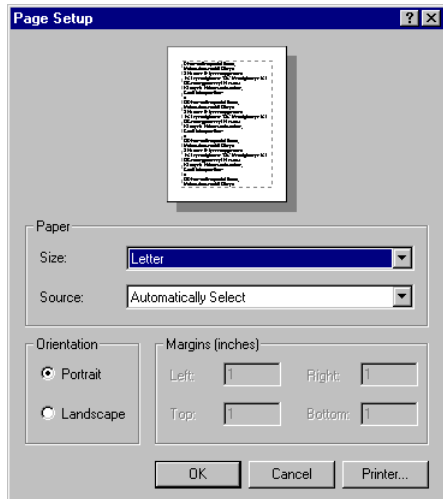 Page Setup
Paper
Size: Letter
Source: Automatically Select
Orientation
Portrait
Landscape
Margins (inches)
Left: 1 Right: 1
Top: 1 Bottom: 1
OK Cancel Printer...